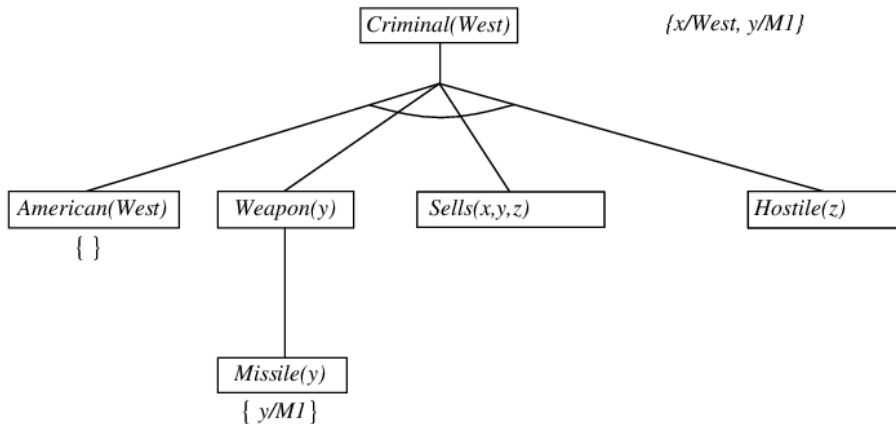 Criminal(West)
{x/West, y/M1}
American(West)
Weapon(y)
Sells(x,y,z)
Hostile(z)
{ }
Missile(y)
{ y/M1 }